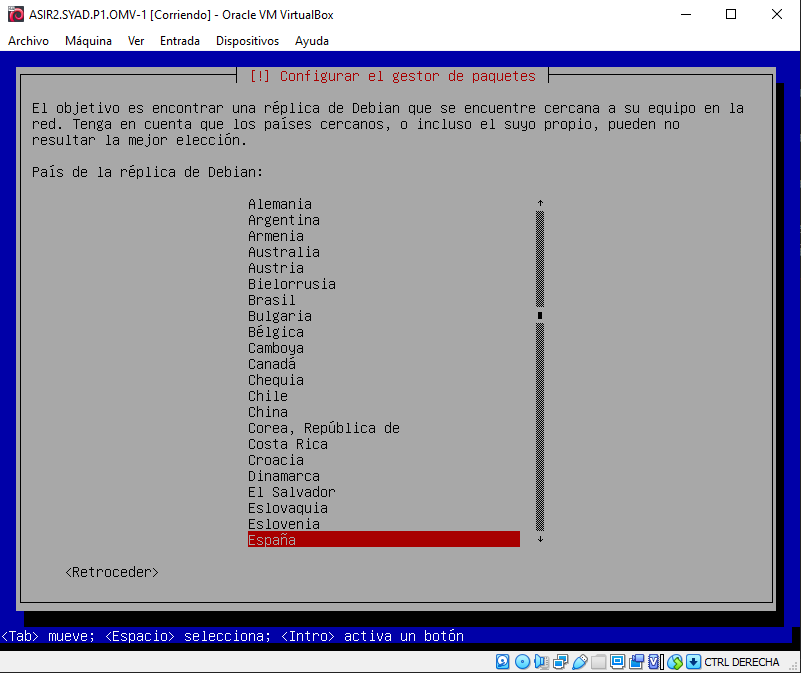 ASIR2.SYAD.P1.OMV-1 [Corriendo] - Oracle VM VirtualBox
Archivo Máquina Ver Entrada Dispositivos Ayuda
[!] Configurar el gestor de paquetes
El objetivo es encontrar una réplica de Debian que se encuentre cercana a su equipo en la
red. Tenga en cuenta que los países cercanos, o incluso el suyo propio, pueden no
resultar la mejor elección.
País de la réplica de Debian:
Alemania
Argentina
Armenia
Australia
Austria
Bielorrusia
Brasil
Bulgaria
Bélgica
Camboya
Canadá
Chequia
Chile
China
Corea, República de
Costa Rica
Croacia
Dinamarca
El Salvador
Eslovaquia
Eslovenia
España
<Retroceder>
<Tab> mueve; <Espacio> selecciona; <Intro> activa un botón
CTRL DERECHA